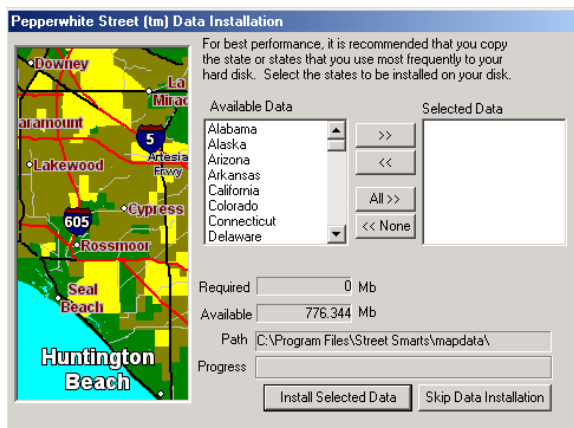 Pepperwhite Street (tm) Data Installation
For best performance, it is recommended that you copy
the state or states that you use most frequently to your
hard disk. Select the states to be installed on your disk.
Downey
La
Mirac
aramount
5
Artesia
Frwy
Lakewood
Cypress
605
Rossmoor
Seal
Beach
Huntington
Beach
Available Data
Selected Data
Alabama
Alaska
Arizona
Arkansas
California
Colorado
Connecticut
Delaware
>>
<<
All >>
<< None
Required 0 Mb
Available 776.344 Mb
Path C:\Program Files\Street Smarts\mapdata\
Progress
Install Selected Data
Skip Data Installation